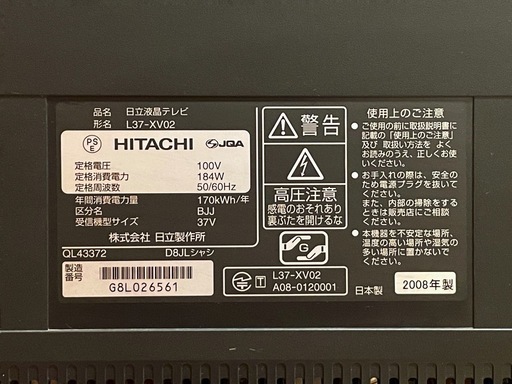 品名 日立液晶テレビ
形名 L37-XV02
PS E HITACHI JQA
定格電圧 100V
定格消費電力 184W
定格周波数 50/60Hz
年間消費電力量 170kWh/年
区分名 BJJ
受信機型サイズ 37V
株式会社 日立製作所
QL43372 D8JLシャシ
製造番号 G8L026561
警告
高圧注意
感電のおそれあり
裏ぶたを開けるな
G
T L37-XV02
A08-0120001
使用上のご注意
●ご使用の前に取扱説明書に
記載の「使用上のご注意」
及び 取扱い方法を よく
お読みのうえ、正しくご使
用ください。
●お手入れの際は、安全のた
め電源プラグを抜いてくだ
さい。
また、内部の掃除をすると
きは販売店にご相談くださ
い。
●本機器を不安定な場所、
温度の高い場所や湿気の
多い場所に置かないでくだ
さい。
日本製 2008年製